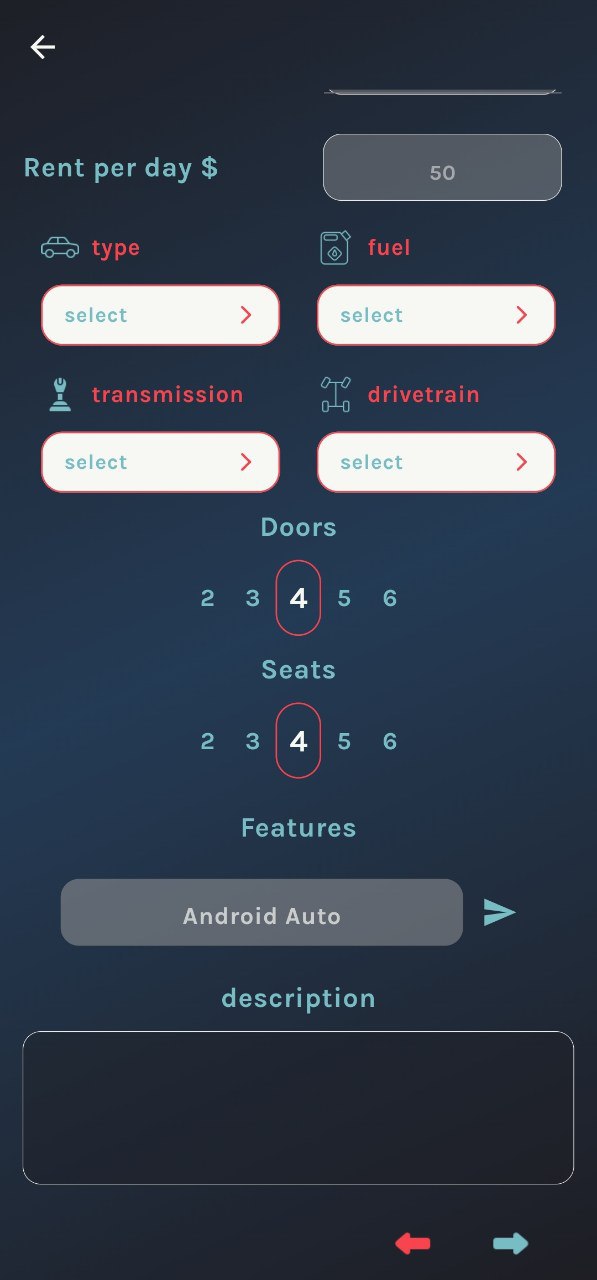 Rent per day $
50
type
fuel
select
select
transmission
drivetrain
select
select
Doors
2 3 4 5 6
Seats
2 3 4 5 6
Features
Android Auto
description